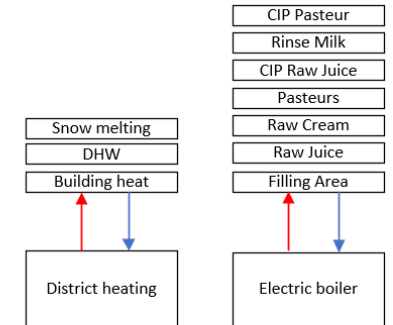 Snow melting
DHW
Building heat
District heating
CIP Pasteur
Rinse Milk
CIP Raw Juice
Pasteurs
Raw Cream
Raw Juice
Filling Area
Electric boiler